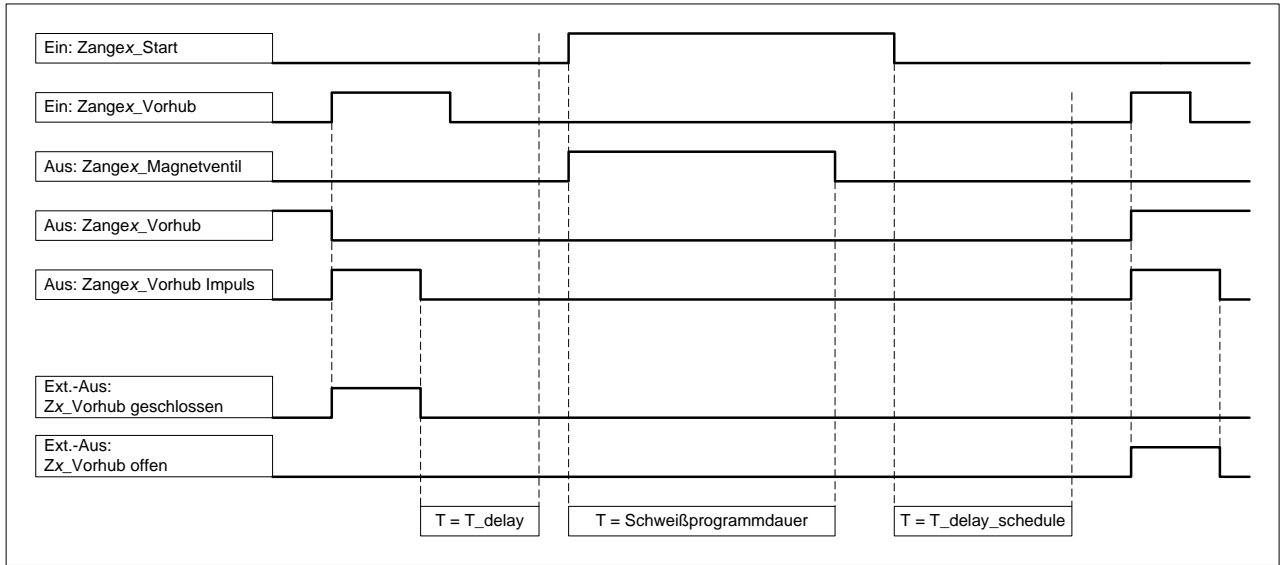 Ein: Zangex_Start
Ein: Zangex_Vorhub
Aus: Zangex_Magnetventil
Aus: Zangex_Vorhub
Aus: Zangex_Vorhub Impuls
Ext.-Aus:
Zx_Vorhub geschlossen
Ext.-Aus:
Zx_Vorhub offen
T = T_delay
T = Schweißprogrammdauer
T = T_delay_schedule